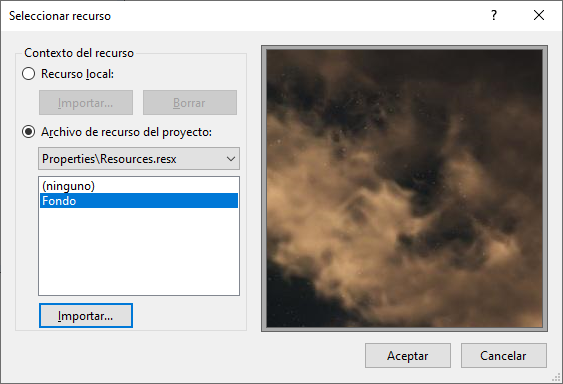 Seleccionar recurso
?
Contexto del recurso
Recurso local:
Importar...
Borrar
Archivo de recurso del proyecto:
Properties\Resources.resx
(ninguno)
Fondo
Importar...
Aceptar
Cancelar